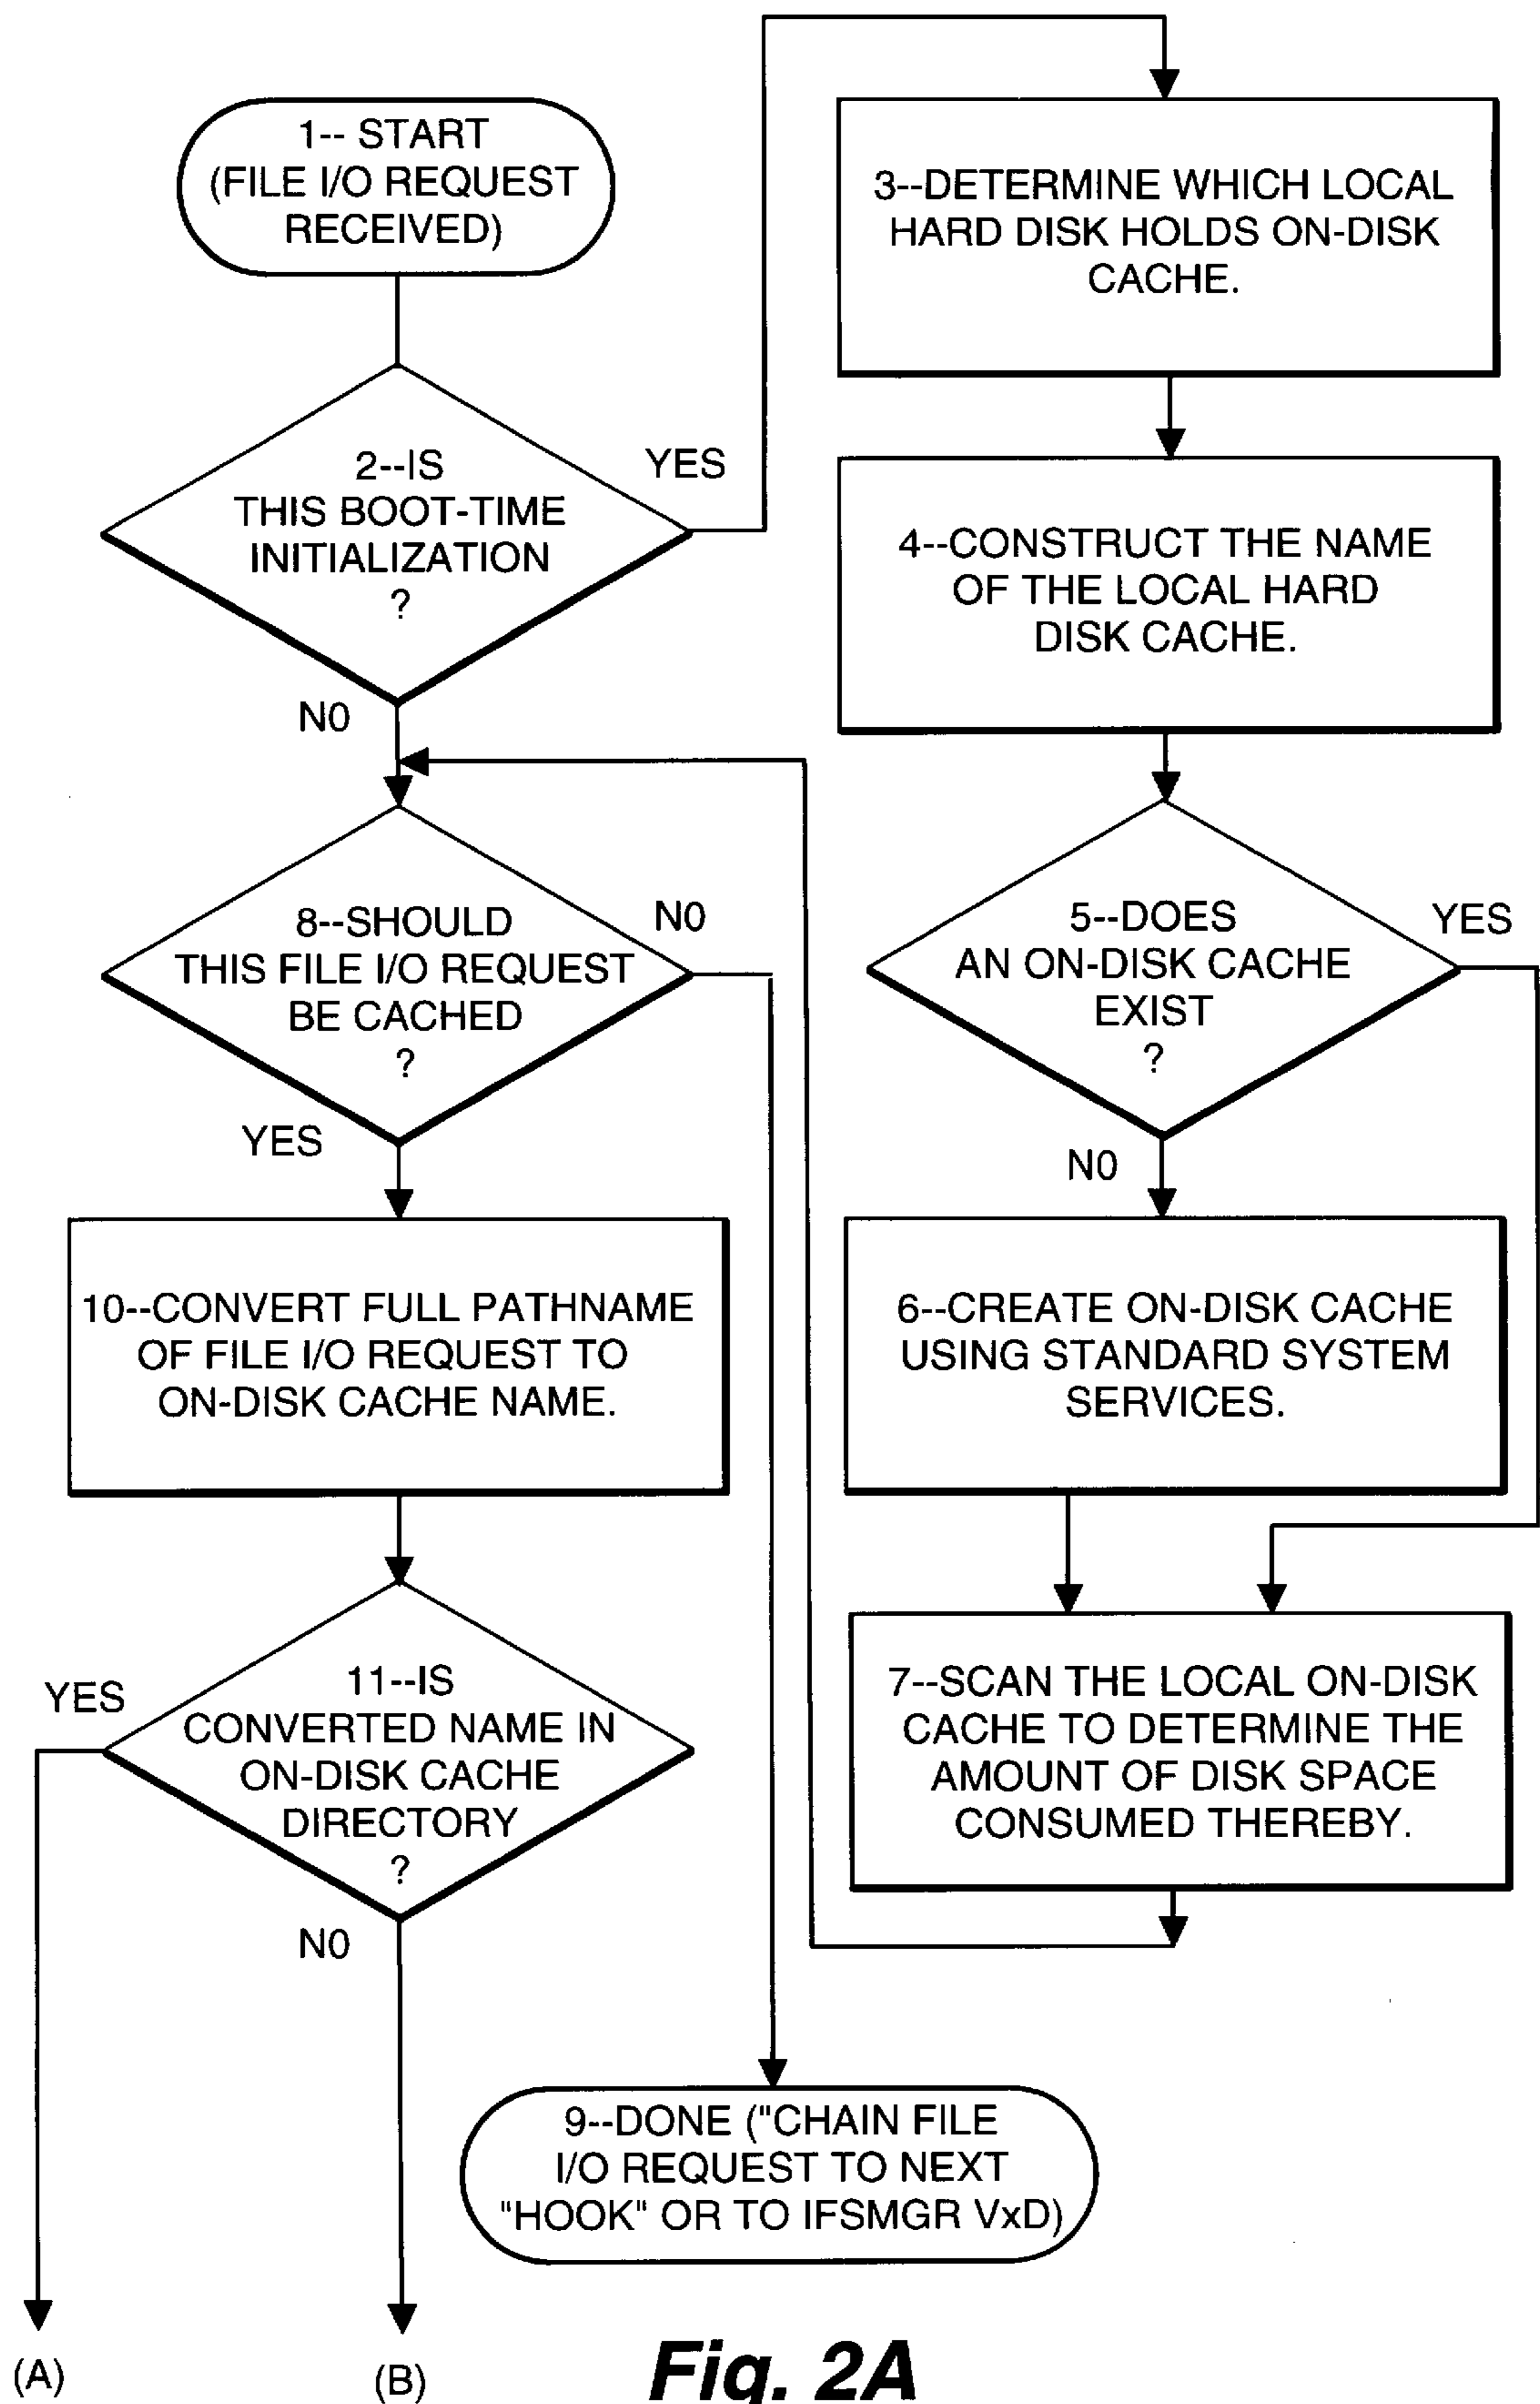 1-- START
(FILE I/O REQUEST
RECEIVED)
2--IS
THIS BOOT-TIME
INITIALIZATION
?
YES
NO
3--DETERMINE WHICH LOCAL
HARD DISK HOLDS ON-DISK
CACHE.
4--CONSTRUCT THE NAME
OF THE LOCAL HARD
DISK CACHE.
5--DOES
AN ON-DISK CACHE
EXIST
?
YES
NO
6--CREATE ON-DISK CACHE
USING STANDARD SYSTEM
SERVICES.
7--SCAN THE LOCAL ON-DISK
CACHE TO DETERMINE THE
AMOUNT OF DISK SPACE
CONSUMED THEREBY.
8--SHOULD
THIS FILE I/O REQUEST
BE CACHED
?
NO
YES
9--DONE ("CHAIN FILE
I/O REQUEST TO NEXT
"HOOK" OR TO IFSMGR VxD)
10--CONVERT FULL PATHNAME
OF FILE I/O REQUEST TO
ON-DISK CACHE NAME.
11--IS
CONVERTED NAME IN
ON-DISK CACHE
DIRECTORY
?
YES
NO
(A)
(B)
Fig. 2A